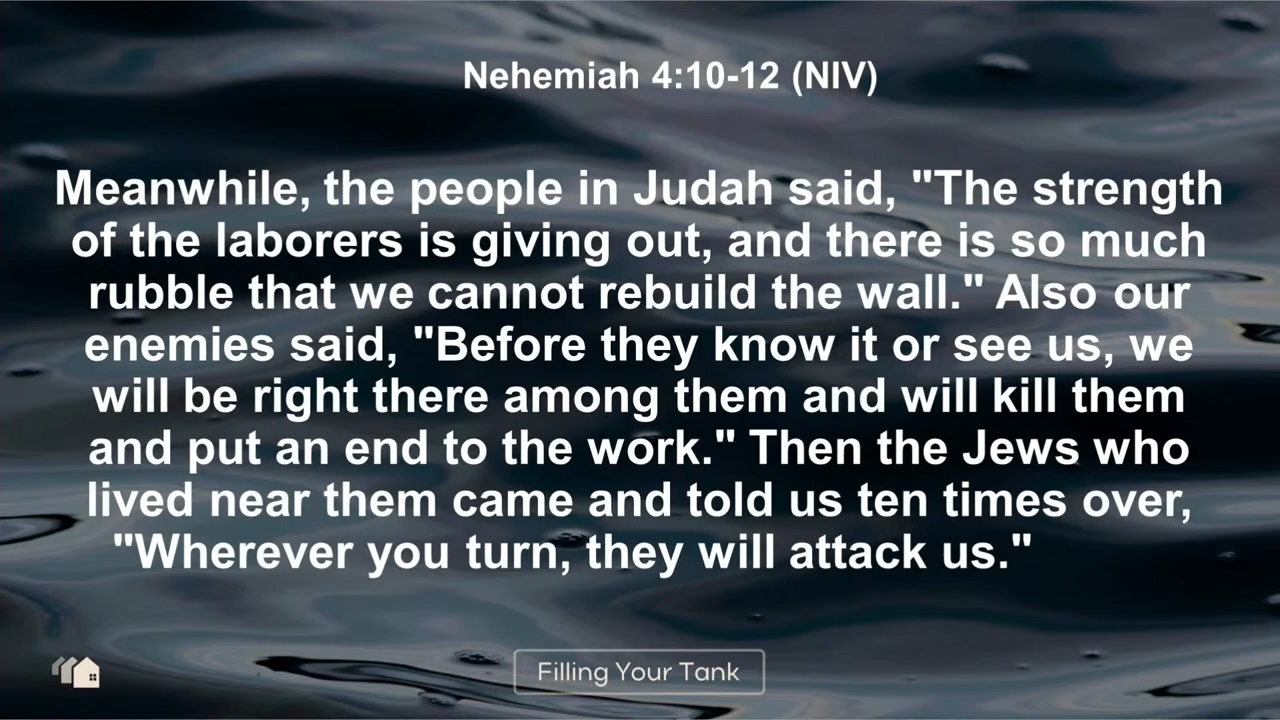 Nehemiah 4:10-12 (NIV)
Meanwhile, the people in Judah said, "The strength
of the laborers is giving out, and there is so much
rubble that we cannot rebuild the wall." Also our
enemies said, "Before they know it or see us, we
will be right there among them and will kill them
and put an end to the work." Then the Jews who
lived near them came and told us ten times over,
"Wherever you turn, they will attack us."
Filling Your Tank